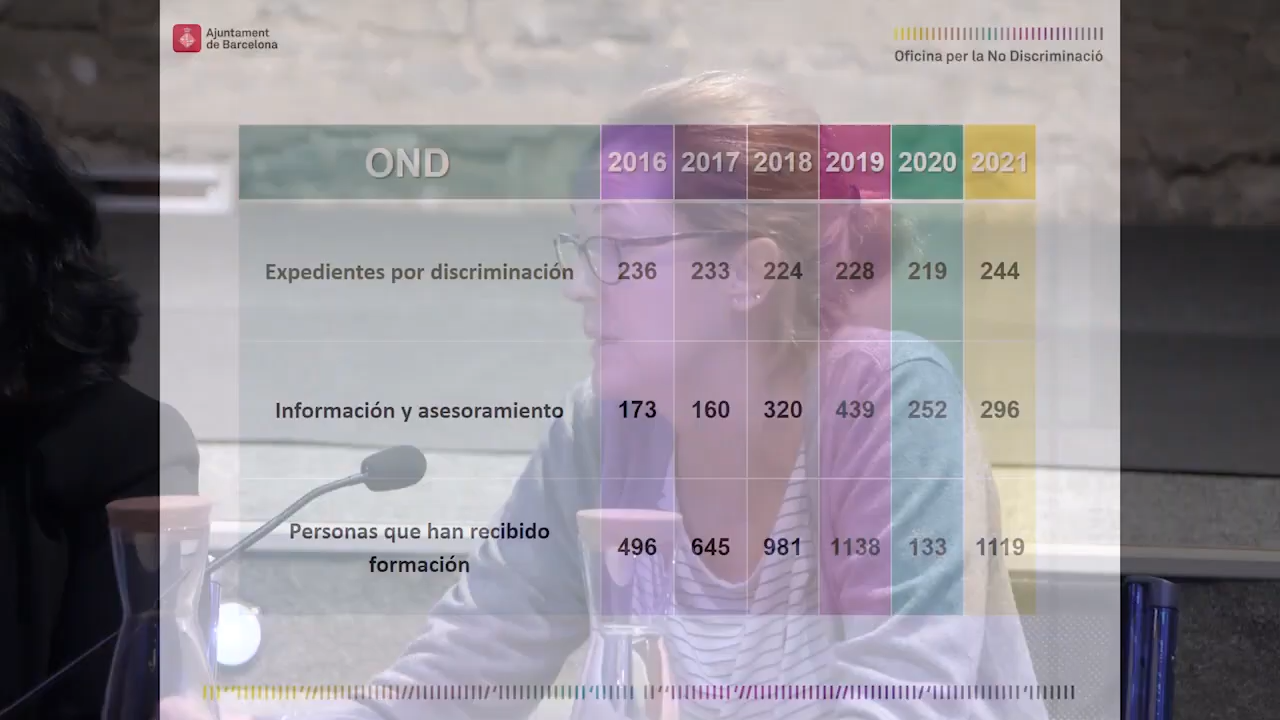 Ajuntament
de Barcelona
Oficina per la No Discriminació
OND 2016 2017 2018 2019 2020 2021
Expedientes por discriminación 236 233 224 228 219 244
Información y asesoramiento 173 160 320 439 252 296
Personas que han recibido
formación 496 645 981 1138 133 1119